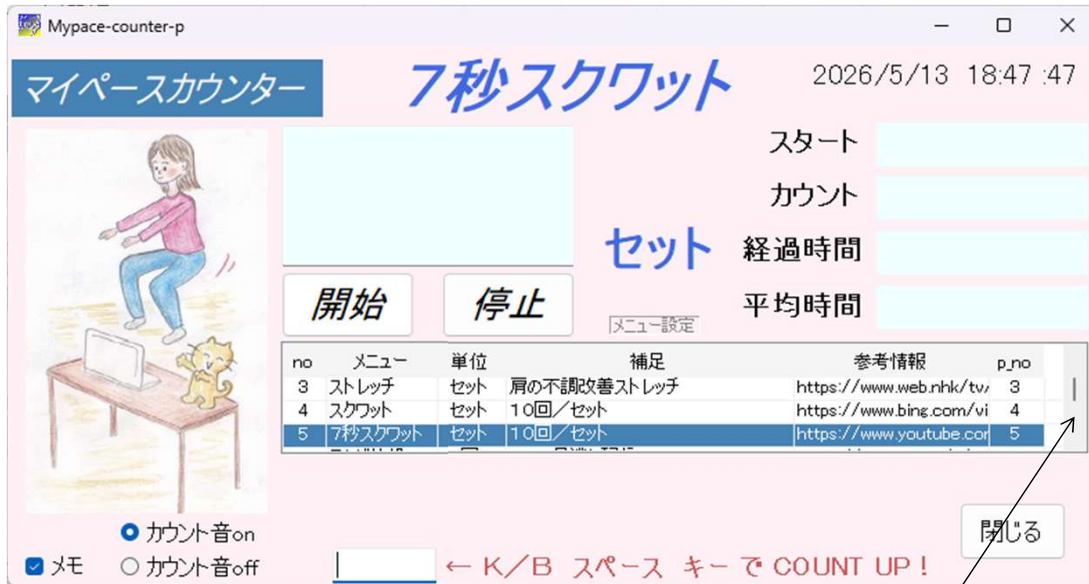 Mypace-counter-p
マイペースカウンター
7秒スクワット
2026/5/13 18:47 :47
スタート
カウント
セット
経過時間
開始
停止
メニュー設定
平均時間
no メニュー 単位 補足 参考情報 p_no
3 ストレッチ セット 肩の不調改善ストレッチ https://www.web.nhk/tv/ 3
4 スクワット セット 10回／セット https://www.bing.com/vi 4
5 7秒スクワット セット 10回／セット https://www.youtube.cor 5
カウント音on
閉じる
メモ
カウント音off
← K／B スペース キー で COUNT UP！